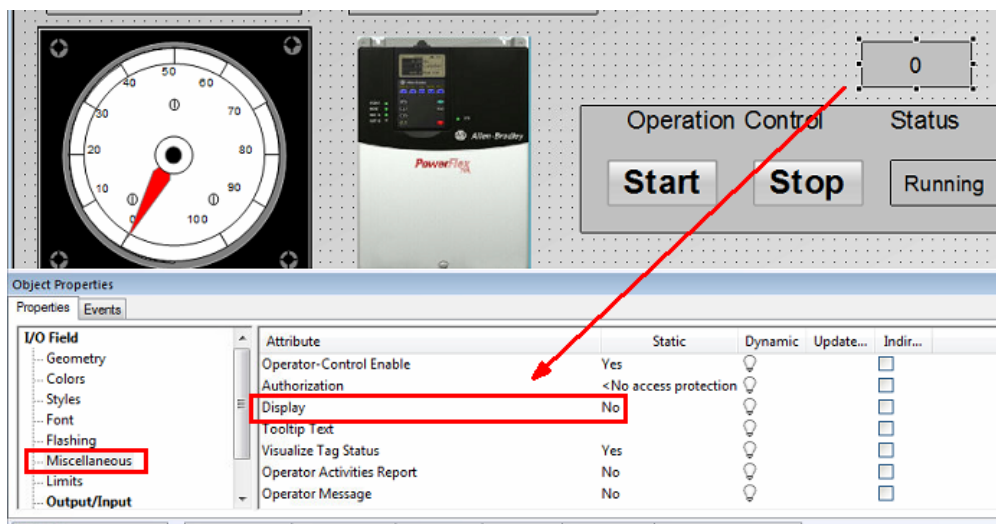 50
40
60
30
70
20
80
10
90
0
100
Allen-Bradley
PowerFlex
0
Operation Control
Status
Start
Stop
Running
Object Properties
Properties
Events
I/O Field
Geometry
Colors
Styles
Font
Flashing
Miscellaneous
Limits
Output/Input
Attribute Static Dynamic Update... Indir...
Operator-Control Enable Yes
Authorization <No access protection
Display No
Tooltip Text
Visualize Tag Status Yes
Operator Activities Report No
Operator Message No